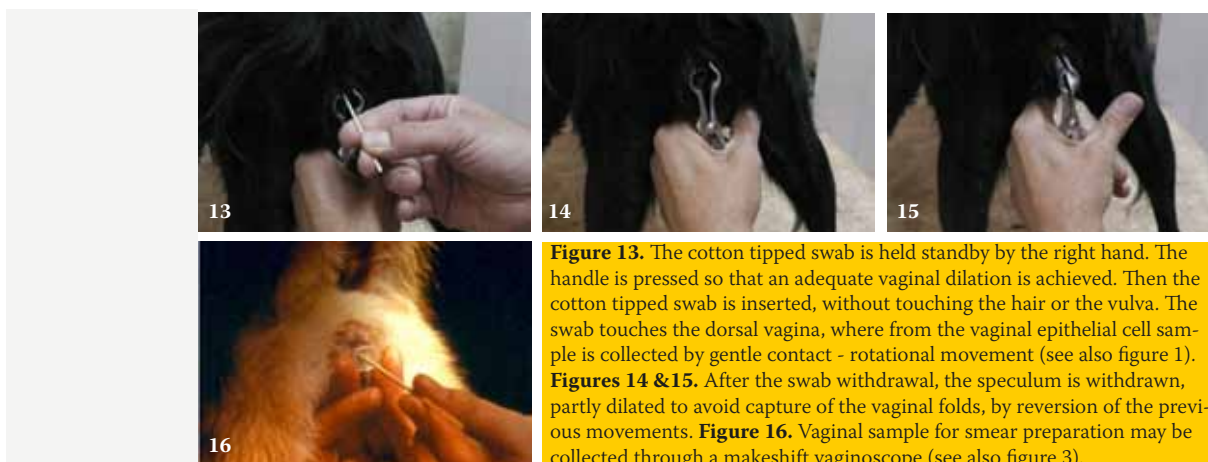 13
14
15
16
Figure 13. The cotton tipped swab is held standby by the right hand. The
handle is pressed so that an adequate vaginal dilation is achieved. Then the
cotton tipped swab is inserted, without touching the hair or the vulva. The
swab touches the dorsal vagina, where from the vaginal epithelial cell sam-
ple is collected by gentle contact - rotational movement (see also figure 1).
Figures 14 &15. After the swab withdrawal, the speculum is withdrawn,
partly dilated to avoid capture of the vaginal folds, by reversion of the previ-
ous movements. Figure 16. Vaginal sample for smear preparation may be
collected through a makeshift vaginoscope (see also figure 3)